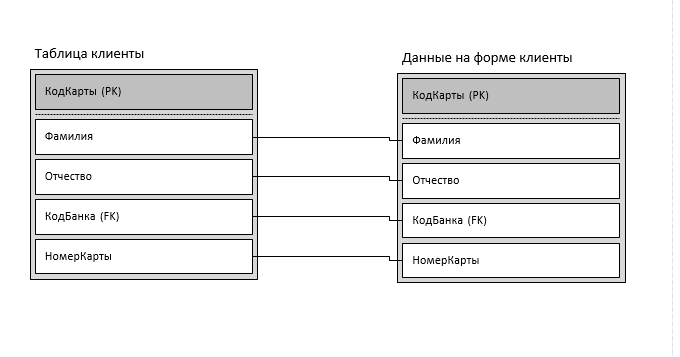 Таблица клиенты
КодКарты (PK)
Фамилия
Отчество
КодБанка (FK)
НомерКарты
Данные на форме клиенты
КодКарты (PK)
Фамилия
Отчество
КодБанка (FK)
НомерКарты